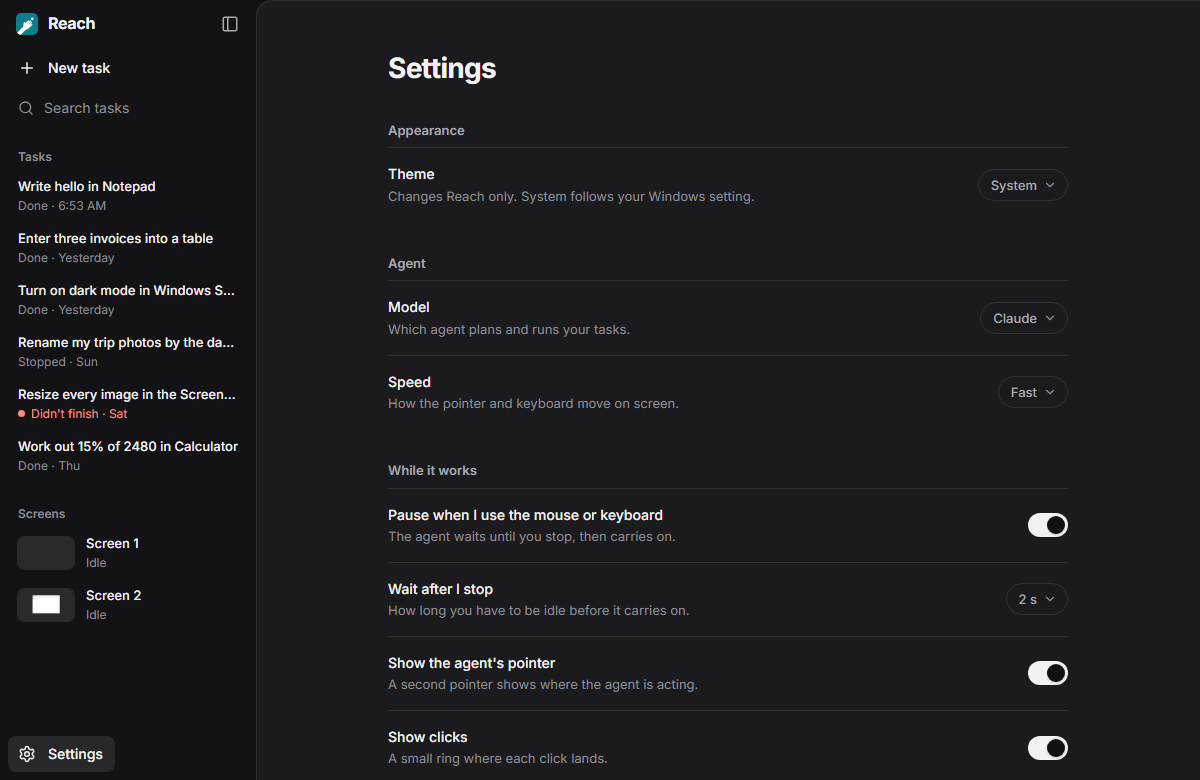 Reach
New task
Search tasks
Tasks
Write hello in Notepad
Done · 6:53 AM
Enter three invoices into a table
Done · Yesterday
Turn on dark mode in Windows S...
Done · Yesterday
Rename my trip photos by the da...
Stopped · Sun
Resize every image in the Screen...
Didn't finish · Sat
Work out 15% of 2480 in Calculator
Done · Thu
Screens
Screen 1
Idle
Screen 2
Idle
Settings
Settings
Appearance
Theme
Changes Reach only. System follows your Windows setting.
System
Agent
Model
Which agent plans and runs your tasks.
Claude
Speed
How the pointer and keyboard move on screen.
Fast
While it works
Pause when I use the mouse or keyboard
The agent waits until you stop, then carries on.
Wait after I stop
How long you have to be idle before it carries on.
2 s
Show the agent's pointer
A second pointer shows where the agent is acting.
Show clicks
A small ring where each click lands.